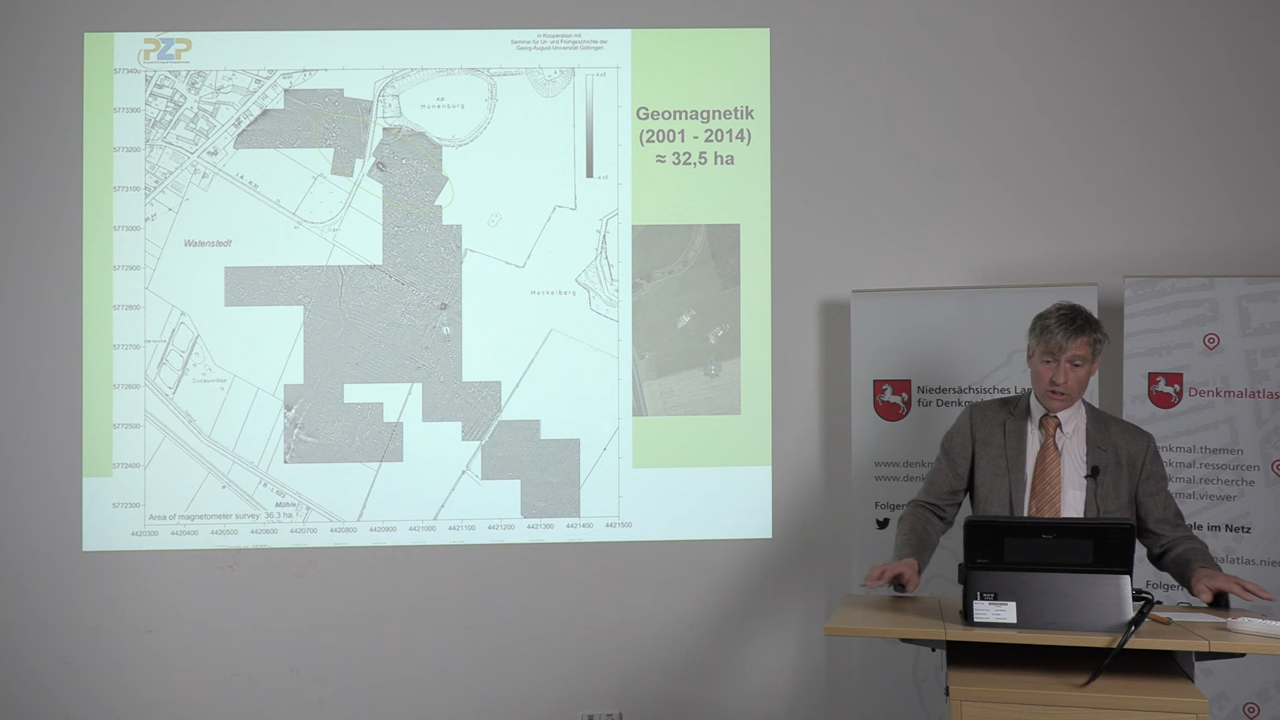 PZP
in Kooperation mit
Seminar für Ur- und Frühgeschichte der
Georg-August-Universität Göttingen
Geomagnetik
(2001 - 2014)
≈ 32,5 ha
5773400
5773300
5773200
5773100
5773000
5772900
5772800
5772700
5772600
5772500
5772400
5772300
Hünenburg
Watenstedt
Heckelberg
Mühle
Area of magnetometer survey: 36.3 ha
4420300 4420400 4420500 4420600 4420700 4420800 4420900 4421000 4421100 4421200 4421300 4421400 4421500
Niedersächsisches Lan
für Denkm
www.denkm
www.denk
Folgen
Denkmalatlas
enkmal.themen
enkmal.ressourcen
enkmal.recherche
kmal.viewer
ale im Netz
malatlas.nie
Folgen